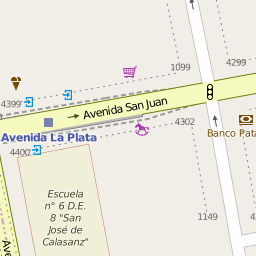 1099
4299
4399
Avenida San Juan
Avenida La Plata
4302
Banco Pata
4400
Escuela
n° 6 D.E.
8 "San
José de
Calasanz"
1149
Ave